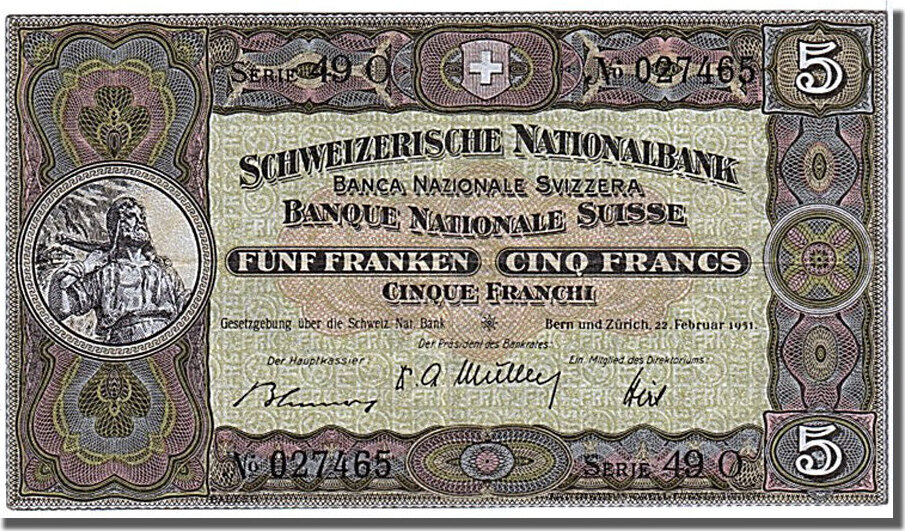 SERIE 49 O No 027465 5
SCHWEIZERISCHE NATIONALBANK
BANCA NAZIONALE SVIZZERA
BANQUE NATIONALE SUISSE
FÜNF FRANKEN CINQ FRANCS
CINQUE FRANCHI
Gesetzgebung über die Schweiz. Nat. Bank Bern und Zürich, 22. Februar 1951.
Der Präsident des Bankrates:
Der Hauptkassier: Ein Mitglied des Direktoriums:
No 027465 SERIE 49 O 5
BALZER